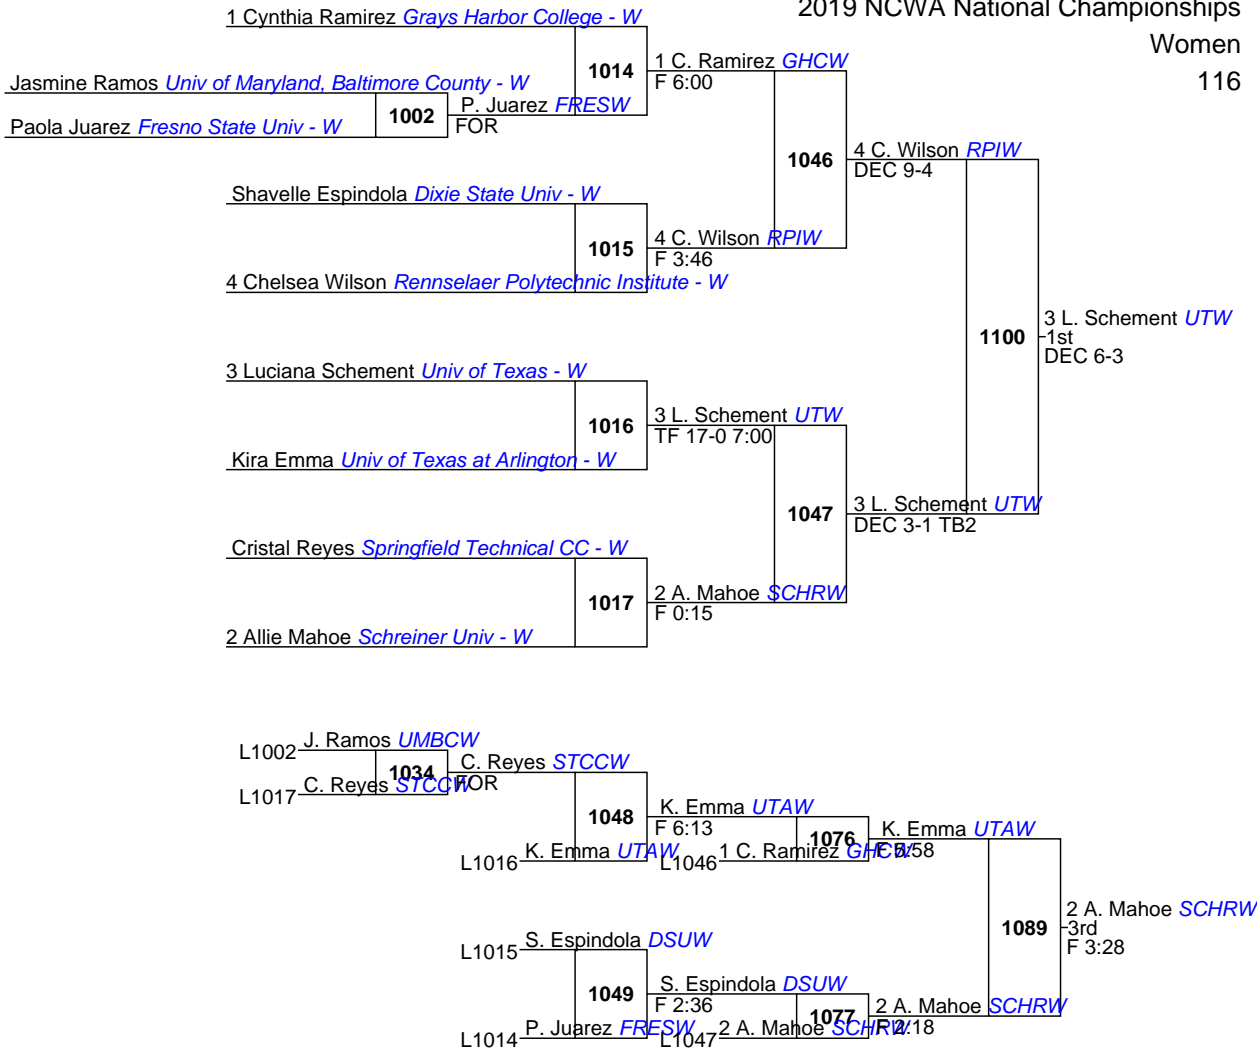 2019 NCWA National Championships
Women
116
1 Cynthia Ramirez Grays Harbor College - W
1014
1 C. Ramirez GHCW
F 6:00
Jasmine Ramos Univ of Maryland, Baltimore County - W
1002
P. Juarez FRESW
FOR
Paola Juarez Fresno State Univ - W
1046
4 C. Wilson RPIW
DEC 9-4
Shavelle Espindola Dixie State Univ - W
1015
4 C. Wilson RPIW
F 3:46
4 Chelsea Wilson Rennselaer Polytechnic Institute - W
1100
3 L. Schement UTW
1st
DEC 6-3
3 Luciana Schement Univ of Texas - W
1016
3 L. Schement UTW
TF 17-0 7:00
Kira Emma Univ of Texas at Arlington - W
1047
3 L. Schement UTW
DEC 3-1 TB2
Cristal Reyes Springfield Technical CC - W
1017
2 A. Mahoe SCHRW
F 0:15
2 Allie Mahoe Schreiner Univ - W
L1002 J. Ramos UMBCW
1034
C. Reyes STCCW
FOR
L1017 C. Reyes STCCW
1048
K. Emma UTAW
F 6:13
L1016 K. Emma UTAW
1076
K. Emma UTAW
F 5:58
L1046 1 C. Ramirez GHCW
1089
2 A. Mahoe SCHRW
3rd
F 3:28
L1015 S. Espindola DSUW
1049
S. Espindola DSUW
F 2:36
L1014 P. Juarez FRESW
1077
2 A. Mahoe SCHRW
F 2:18
L1047 2 A. Mahoe SCHRW